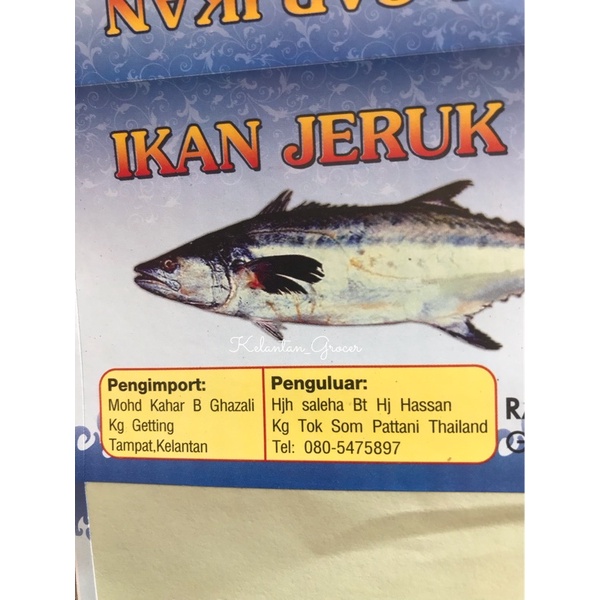 IKAN
IKAN JERUK
Kelantan_Grocer
Pengimport:
Mohd Kahar B Ghazali
Kg Getting
Tampat,Kelantan
Penguluar:
Hjh saleha Bt Hj Hassan
Kg Tok Som Pattani Thailand
Tel: 080-5475897